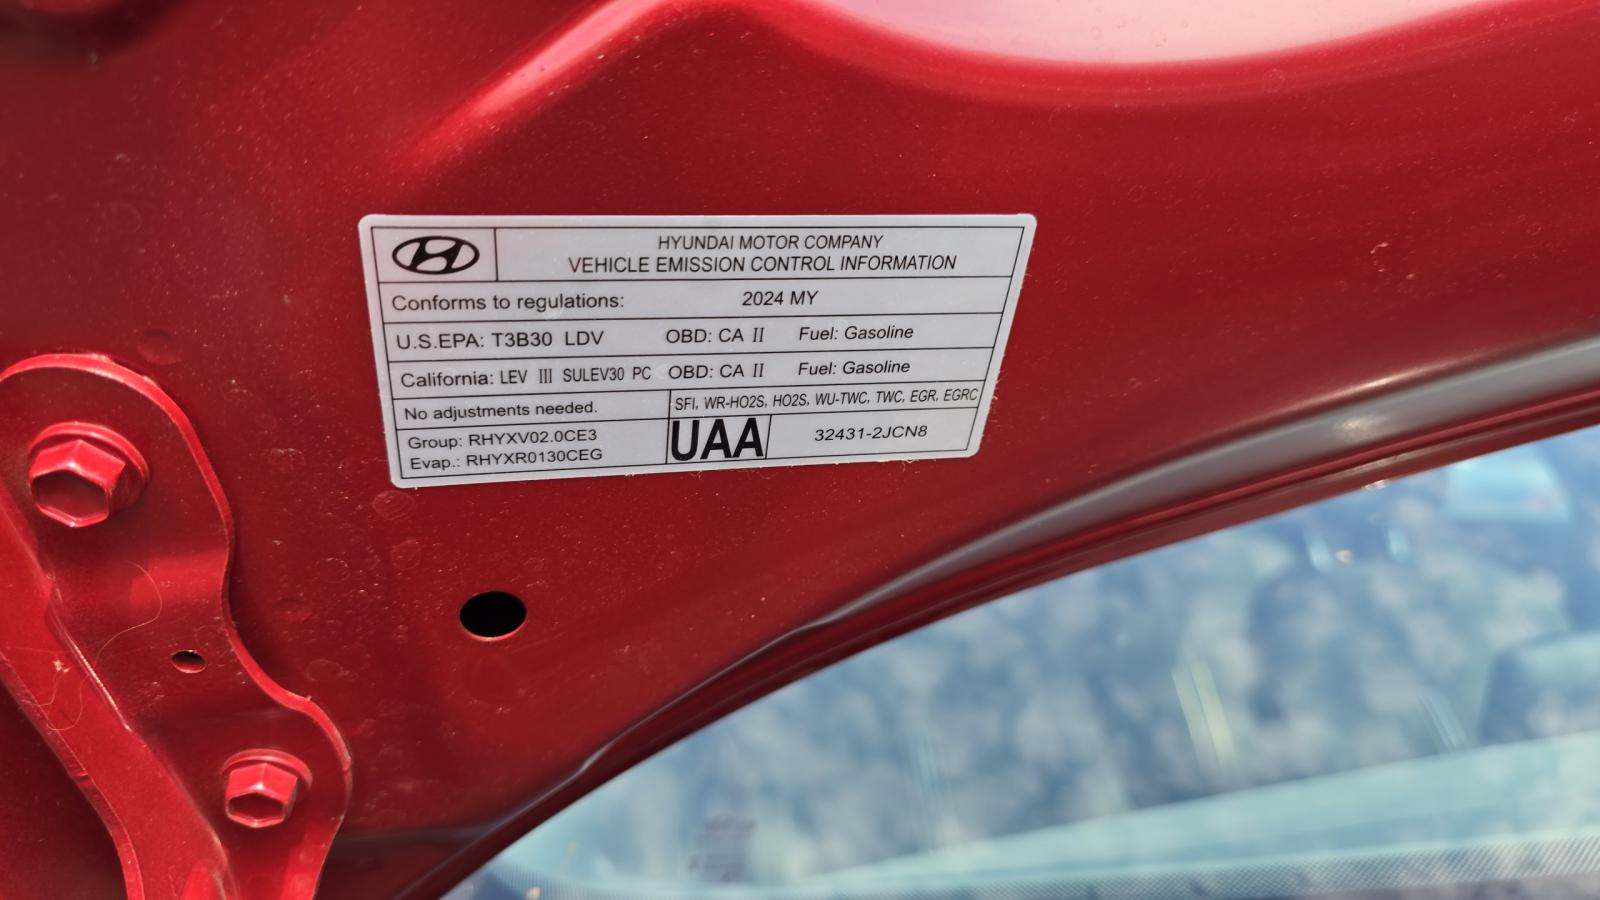 HYUNDAI MOTOR COMPANY
VEHICLE EMISSION CONTROL INFORMATION
Conforms to regulations: 2024 MY
U.S.EPA: T3B30 LDV OBD: CA II Fuel: Gasoline
California: LEV III SULEV30 PC OBD: CA II Fuel: Gasoline
No adjustments needed. SFI, WR-HO2S, HO2S, WU-TWC, TWC, EGR, EGRC
Group: RHYXV02.0CE3
Evap.: RHYXR0130CEG
UAA
32431-2JCN8